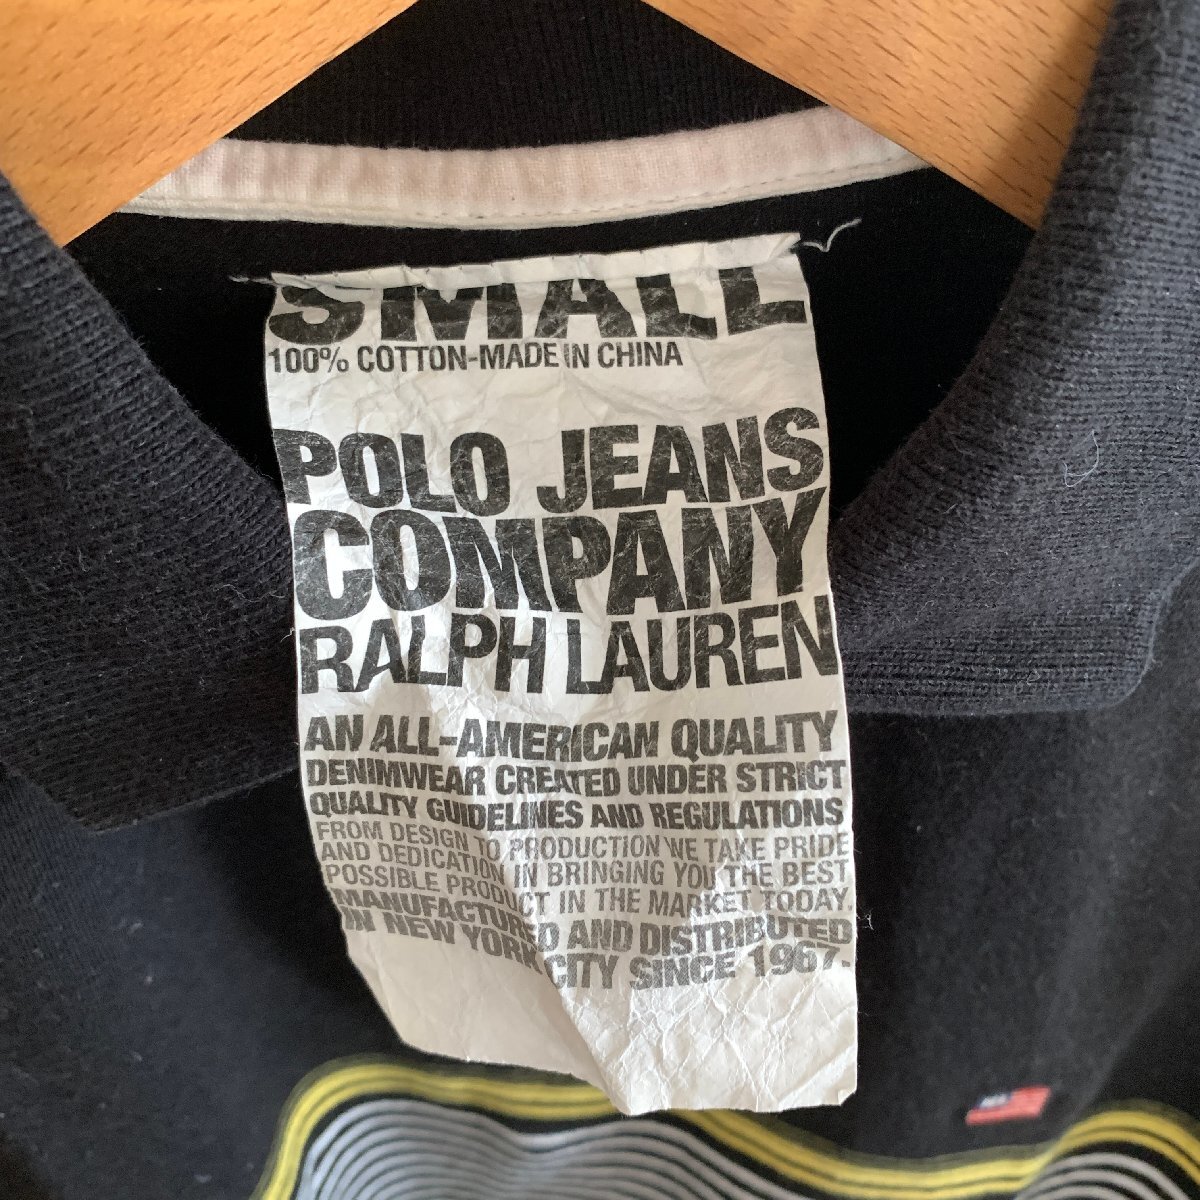 SMALL
100% COTTON-MADE IN CHINA
POLO JEANS
COMPANY
RALPH LAUREN
AN ALL-AMERICAN QUALITY
DENIMWEAR CREATED UNDER STRICT
QUALITY GUIDELINES AND REGULATIONS
FROM DESIGN TO PRODUCTION WE TAKE PRIDE
AND DEDICATION IN BRINGING YOU THE BEST
POSSIBLE PRODUCT IN THE MARKET TODAY.
MANUFACTURED AND DISTRIBUTED
IN NEW YORK CITY SINCE 1967.